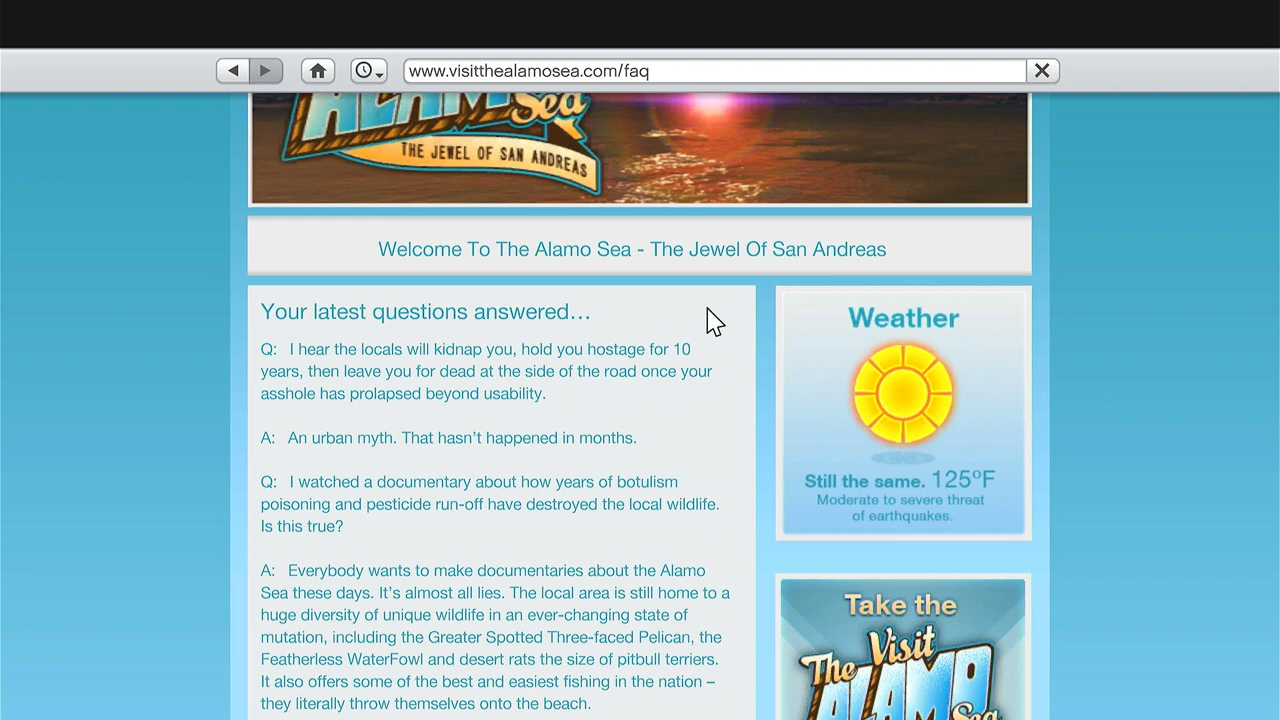 www.visitthealamosea.com/faq
ALAMO
Sea
THE JEWEL OF SAN ANDREAS
Welcome To The Alamo Sea - The Jewel Of San Andreas
Your latest questions answered…
Q: I hear the locals will kidnap you, hold you hostage for 10
years, then leave you for dead at the side of the road once your
asshole has prolapsed beyond usability.
A: An urban myth. That hasn't happened in months.
Q: I watched a documentary about how years of botulism
poisoning and pesticide run-off have destroyed the local wildlife.
Is this true?
A: Everybody wants to make documentaries about the Alamo
Sea these days. It's almost all lies. The local area is still home to a
huge diversity of unique wildlife in an ever-changing state of
mutation, including the Greater Spotted Three-faced Pelican, the
Featherless WaterFowl and desert rats the size of pitbull terriers.
It also offers some of the best and easiest fishing in the nation –
they literally throw themselves onto the beach.
Weather
Still the same. 125ºF
Moderate to severe threat
of earthquakes.
Take the
Visit
The
ALAMO
Sea